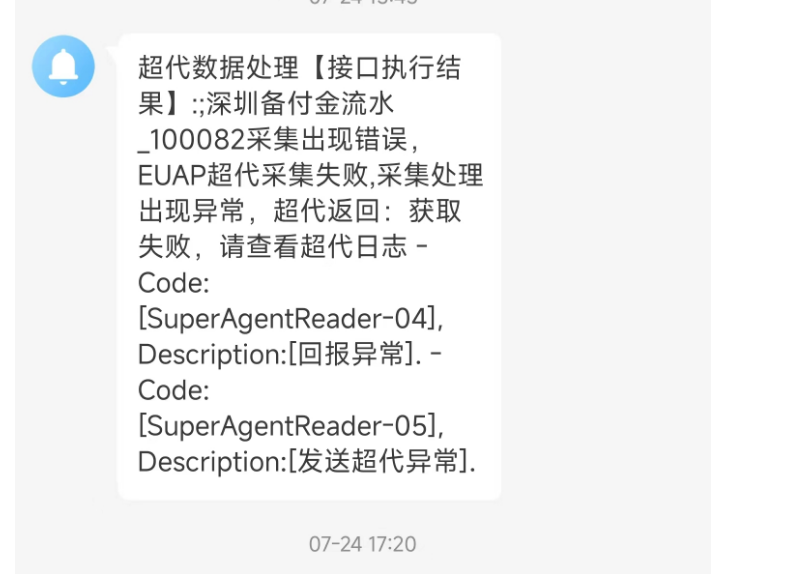 07-24 15:45
超代数据处理【接口执行结
果】:;深圳备付金流水
_100082采集出现错误，
EUAP超代采集失败,采集处理
出现异常，超代返回：获取
失败，请查看超代日志 -
Code:
[SuperAgentReader-04],
Description:[回报异常]. -
Code:
[SuperAgentReader-05],
Description:[发送超代异常].
07-24 17:20